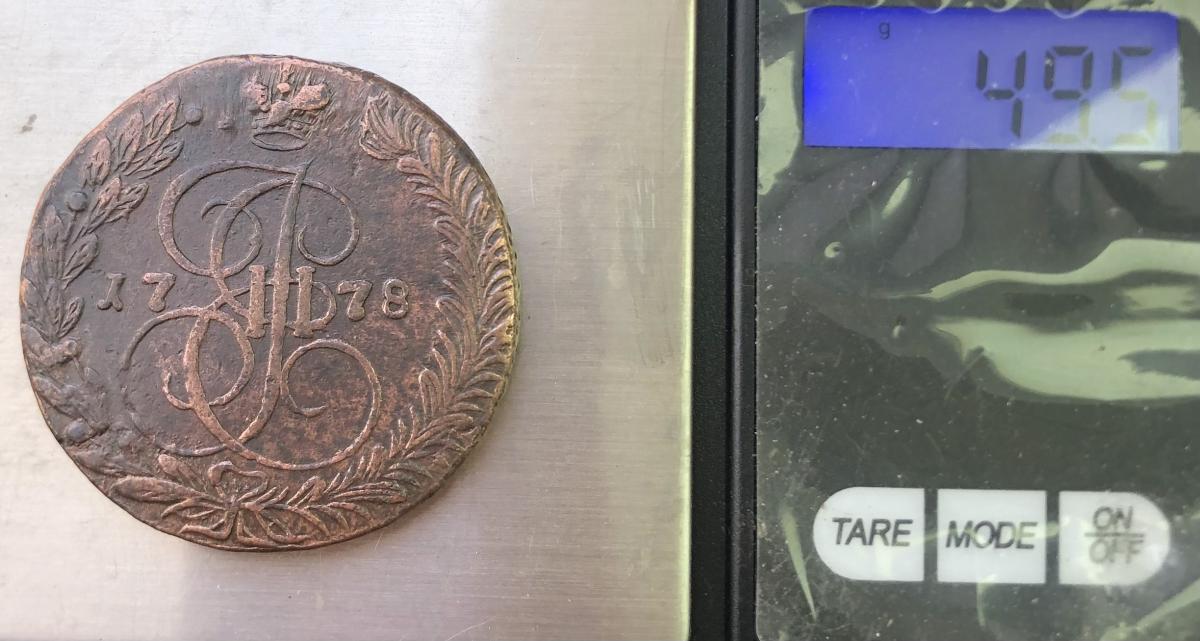 g
49.5
17 78
TARE MODE ON
OFF